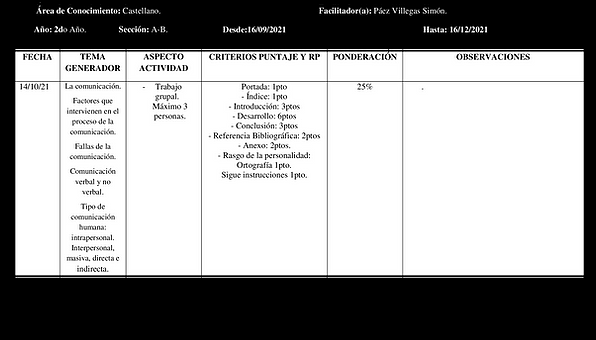 Área de Conocimiento: Castellano. Facilitador(a): Páez Villegas Simón.
Año: 2do Año. Sección: A-B. Desde:16/09/2021 Hasta: 16/12/2021
FECHA
TEMA
GENERADOR
ASPECTO
ACTIVIDAD
CRITERIOS PUNTAJE Y RP
PONDERACIÓN
OBSERVACIONES
14/10/21
La comunicación.
Factores que
intervienen en el
proceso de la
comunicación.
Fallas de la
comunicación.
Comunicación
verbal y no
verbal.
Tipo de
comunicación
humana:
intrapersonal.
Interpersonal,
masiva, directa e
indirecta.
- Trabajo
grupal.
Máximo 3
personas.
Portada: 1pto
- Índice: 1pto
- Introducción: 3ptos
- Desarrollo: 6ptos
- Conclusión: 3ptos
- Referencia Bibliográfica: 2ptos
- Anexo: 2ptos.
- Rasgo de la personalidad:
Ortografía 1pto.
Sigue instrucciones 1pto.
25%
.